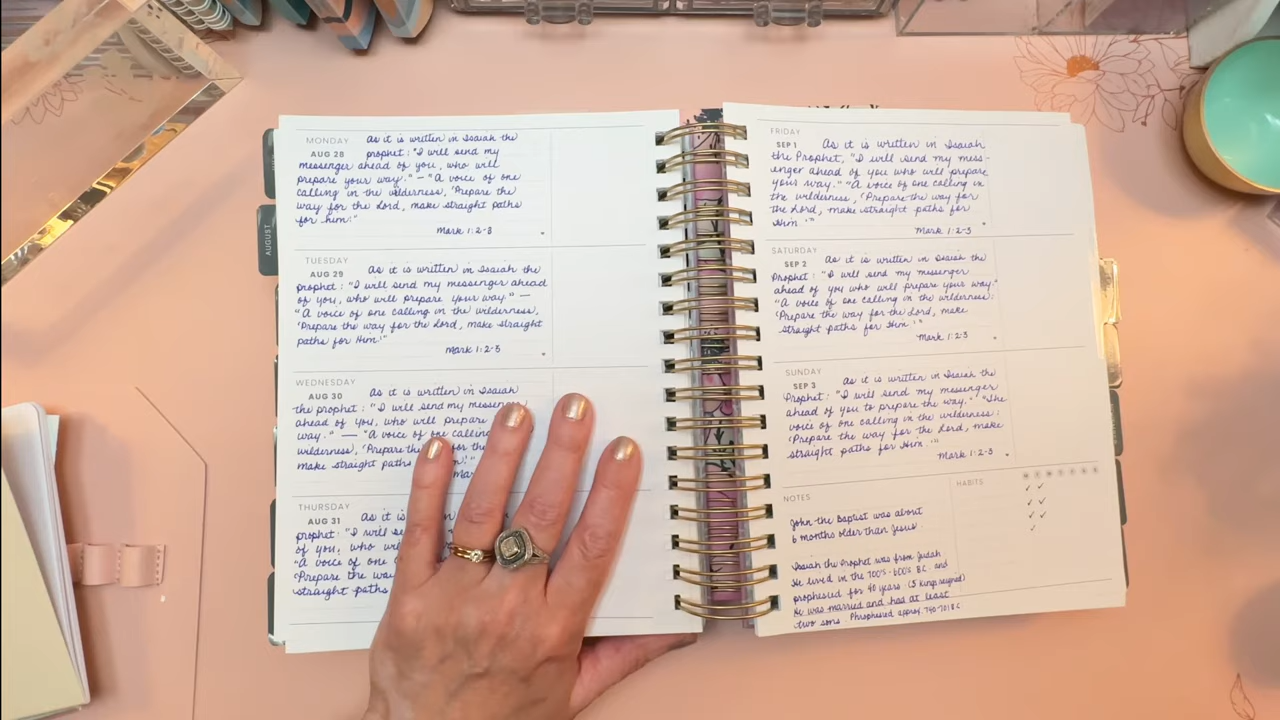 AUGUST
MONDAY
AUG 28
As it is written in Isaiah the
prophet: "I will send my
messenger ahead of you, who will
prepare your way." — "A voice of one
calling in the wilderness, 'Prepare the
way for the Lord, make straight paths
for him.'"
Mark 1:2-3
TUESDAY
AUG 29
As it is written in Isaiah the
prophet: "I will send my messenger ahead
of you, who will prepare your way." —
"A voice of one calling in the wilderness,
'Prepare the way for the Lord, make straight
paths for Him.'"
Mark 1:2-3
WEDNESDAY
AUG 30
As it is written in Isaiah
the prophet: "I will send my messen
ahead of you, who will prepare
way." — "A voice of one calling
wilderness, 'Prepare the for the
make straight paths
THURSDAY
AUG 31
As it is
prophet: "I will
of you, who
"A voice of one
'Prepare the way
straight paths
FRIDAY
SEP 1
As it is written in Isaiah
the Prophet, "I will send my mess-
enger ahead of you who will prepare
your way." "A voice of one calling in
the wilderness, 'Prepare the way for
the Lord, make straight paths for
Him.'"
Mark 1:2-3
SATURDAY
SEP 2
As it is written in Isaiah the
Prophet: "I will send my messenger
ahead of you who will prepare your way."
"A voice of one calling in the wilderness:
'Prepare the way for the Lord, make
straight paths for Him.'"
Mark 1:2-3
SUNDAY
SEP 3
As it is written in Isaiah the
Prophet: "I will send my messenger
ahead of you to prepare your way." "The
voice of one calling in the wilderness:
'Prepare the way for the Lord, make
straight paths for Him.'"
Mark 1:2-3
NOTES
John the Baptist was about
6 months older than Jesus.
Isaiah the Prophet was from Judah
He lived in the 700's-600's BC and
prophesied for 40 years. (3 kings reigned)
He was married and had at least
two sons. Phrophesied approx. 740-701 B.C.
HABITS
M T W T F S S